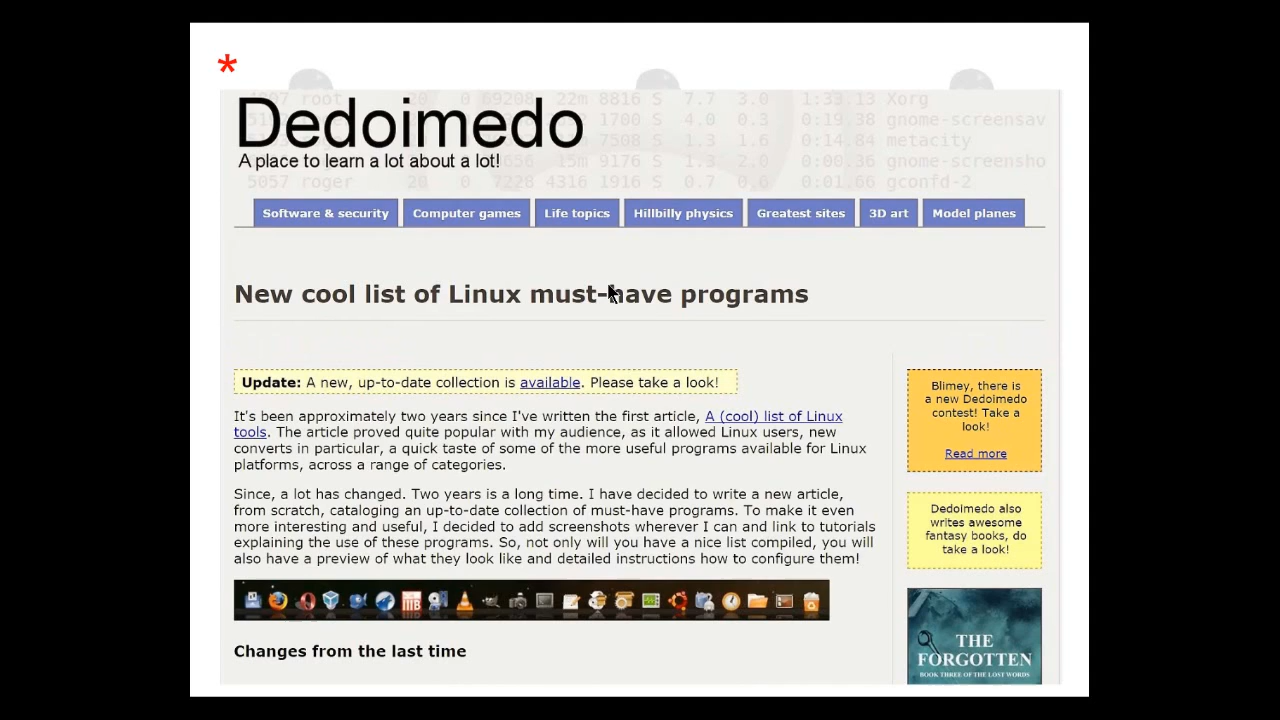 *
4807 root 20 0 69208 22m 8816 S 7.7 3.0 1:33.13 Xorg
Dedoimedo
1700 S 4.0 0.3 0:19.38 gnome-screensav
7508 S 1.3 1.6 0:14.84 metacity
A place to learn a lot about a lot!
15m 9176 S 1.3 2.0 0:00.36 gnome-screensho
5057 roger 20 0 7228 4316 1916 S 0.7 0.6 0:01.66 gconfd-2
Software & security Computer games Life topics Hillbilly physics Greatest sites 3D art Model planes
New cool list of Linux must-have programs
Update: A new, up-to-date collection is available. Please take a look!
It's been approximately two years since I've written the first article, A (cool) list of Linux
tools. The article proved quite popular with my audience, as it allowed Linux users, new
converts in particular, a quick taste of some of the more useful programs available for Linux
platforms, across a range of categories.
Since, a lot has changed. Two years is a long time. I have decided to write a new article,
from scratch, cataloging an up-to-date collection of must-have programs. To make it even
more interesting and useful, I decided to add screenshots wherever I can and link to tutorials
explaining the use of these programs. So, not only will you have a nice list compiled, you will
also have a preview of what they look like and detailed instructions how to configure them!
Changes from the last time
Blimey, there is
a new Dedoimedo
contest! Take a
look!
Read more
Dedoimedo also
writes awesome
fantasy books, do
take a look!
THE
FORGOTTEN
BOOK THREE OF THE LOST WORDS